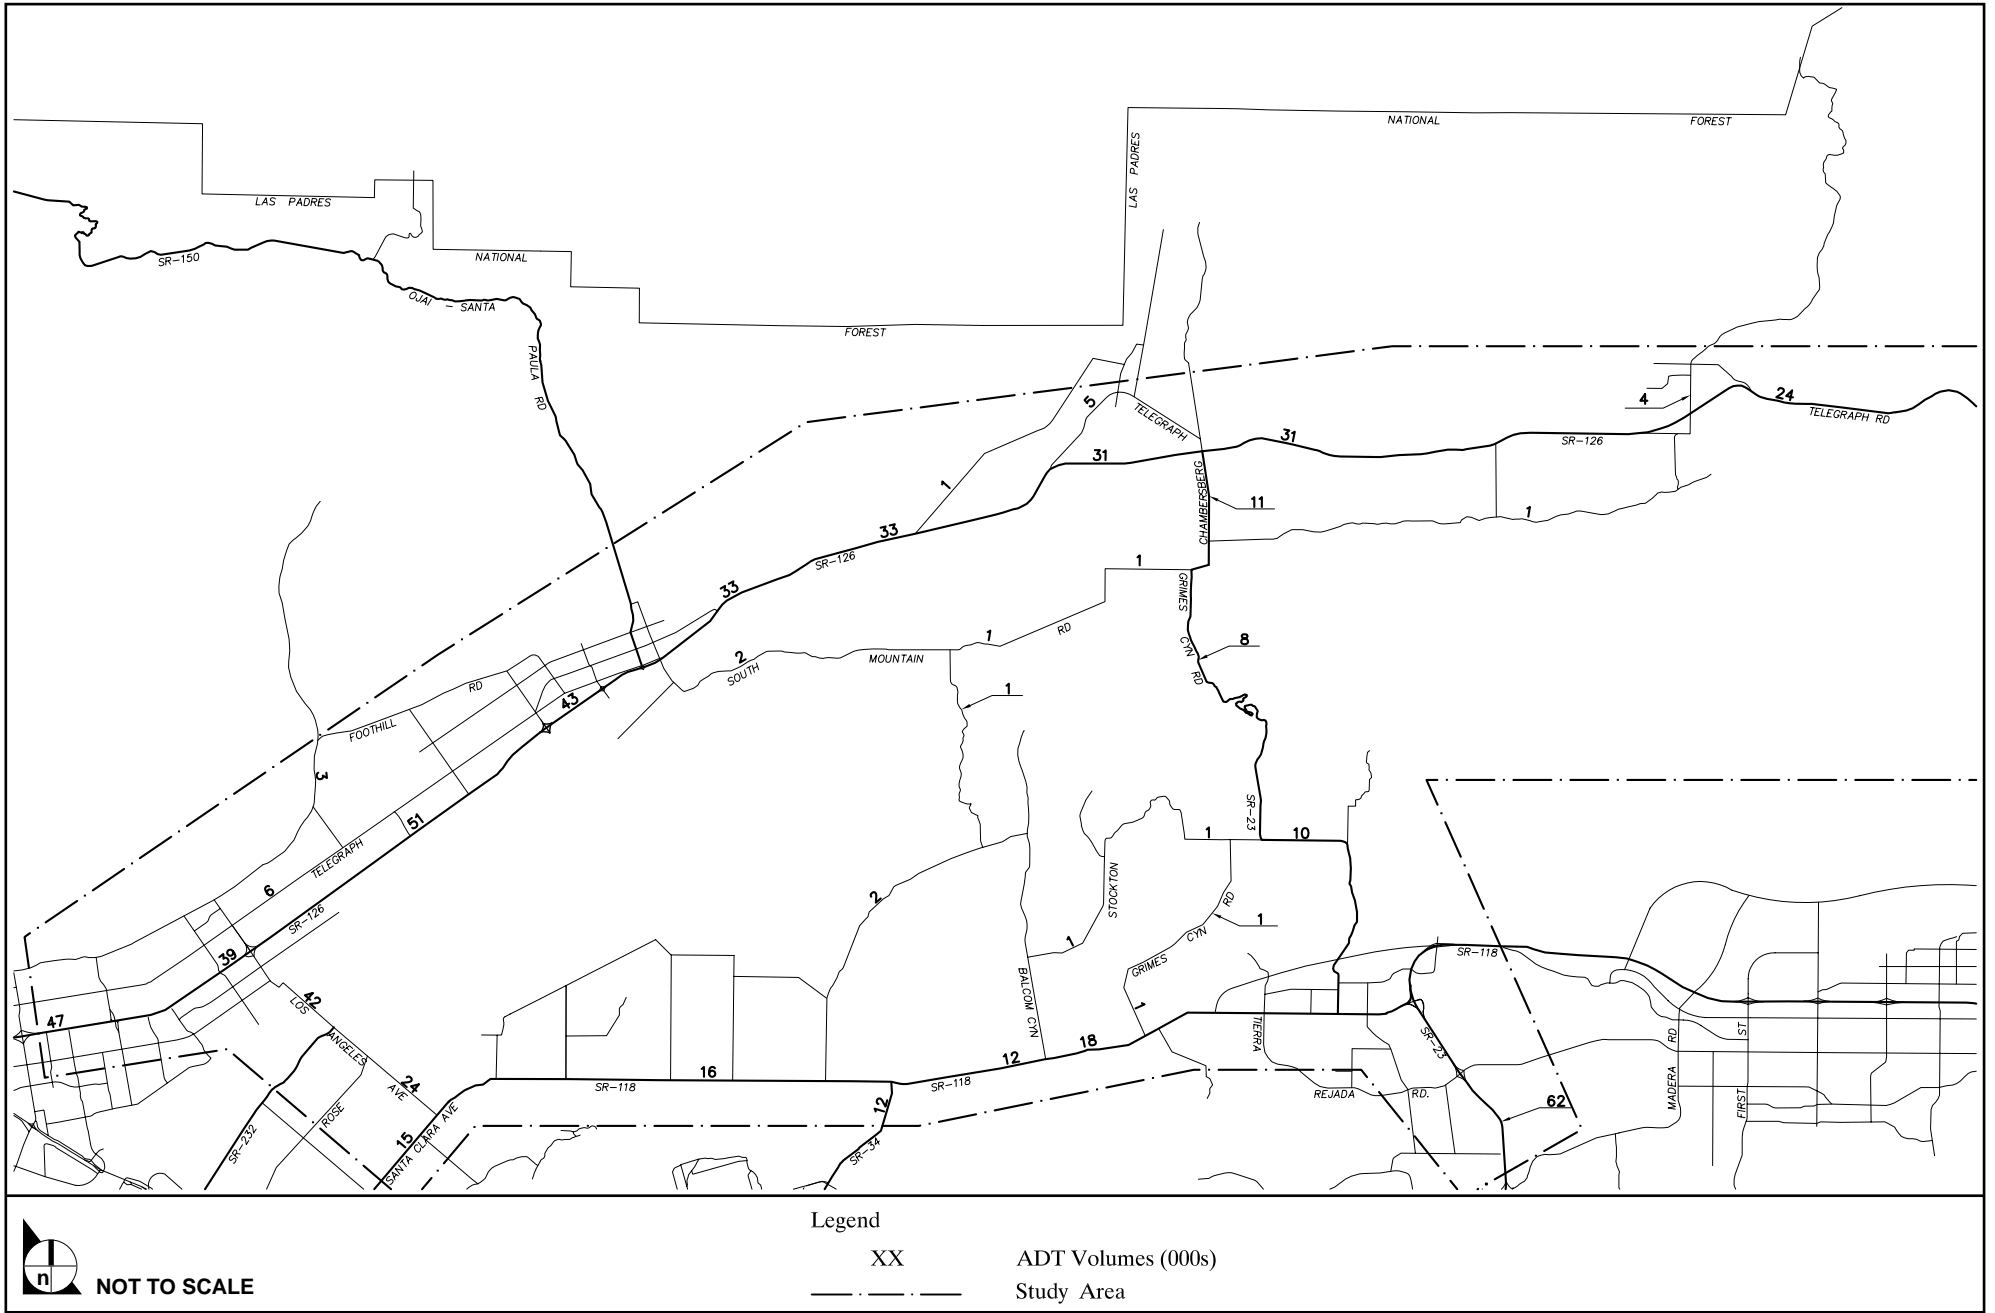 NATIONAL FOREST
LAS PADRES
LAS PADRES
SR-150
NATIONAL
OJAI - SANTA
FOREST
PAULA RD
5
TELEGRAPH
4
24
TELEGRAPH RD
31
31
SR-126
1
CHAMBERSBERG
11
1
33
SR-126
1
33
GRIMES
CYN RD
8
1
RD
2
SOUTH
MOUNTAIN
1
43
RD
FOOTHILL
3
51
TELEGRAPH
6
SR-126
39
SR-23
1
10
STOCKTON
2
1
RD
1
CYN
GRIMES
1
BALCOM CYN
42
LOS
ANGELES
24
AVE
47
SR-118
TIERRA
SR-23
RD
MADERA
ST
FIRST
18
12
SR-118
16
SR-118
12
SR-34
REJADA RD.
62
ROSE
SR-232
15
SANTA CLARA AVE
n
NOT TO SCALE
Legend
XX ADT Volumes (000s)
Study Area